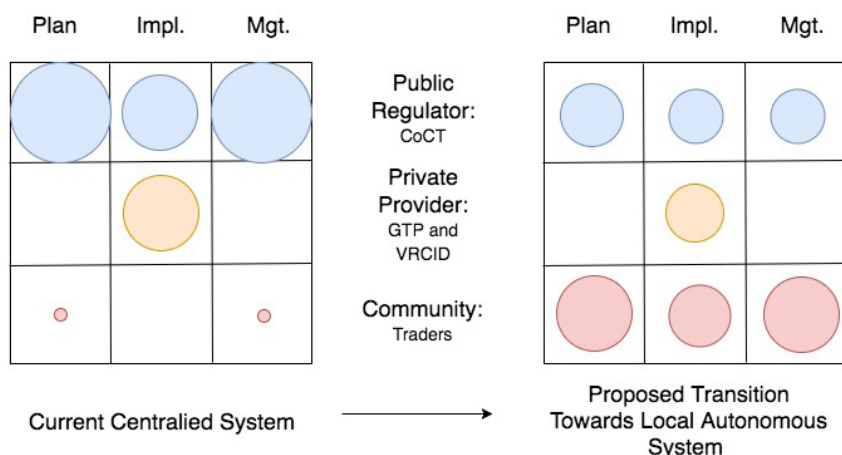 Plan Impl. Mgt.
Plan Impl. Mgt.
Public
Regulator:
CoCT
Private
Provider:
GTP and
VRCID
Community:
Traders
Current Centralied System
Proposed Transition
Towards Local Autonomous
System